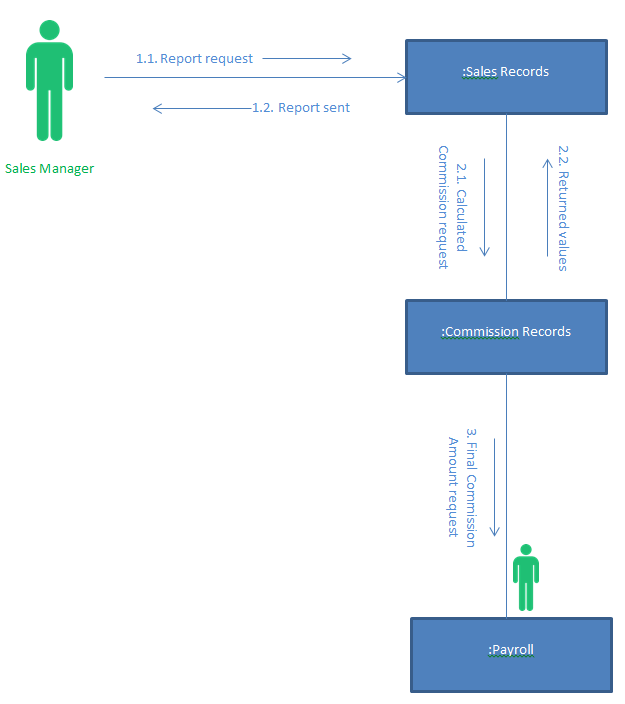 1.1. Report request
:Sales Records
1.2. Report sent
Sales Manager
2.1. Calculated
Commission request
2.2. Returned values
:Commission Records
3. Final Commission
Amount request
:Payroll